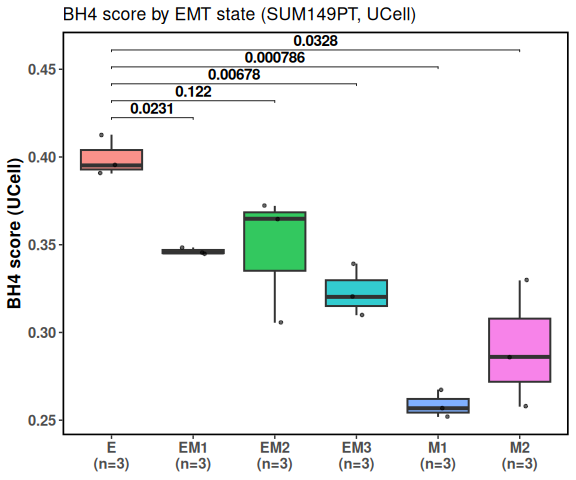 BH4 score by EMT state (SUM149PT, UCell)
0.0328
0.000786
0.00678
0.122
0.0231
BH4 score (UCell)
0.45
0.40
0.35
0.30
0.25
E EM1 EM2 EM3 M1 M2
(n=3) (n=3) (n=3) (n=3) (n=3) (n=3)